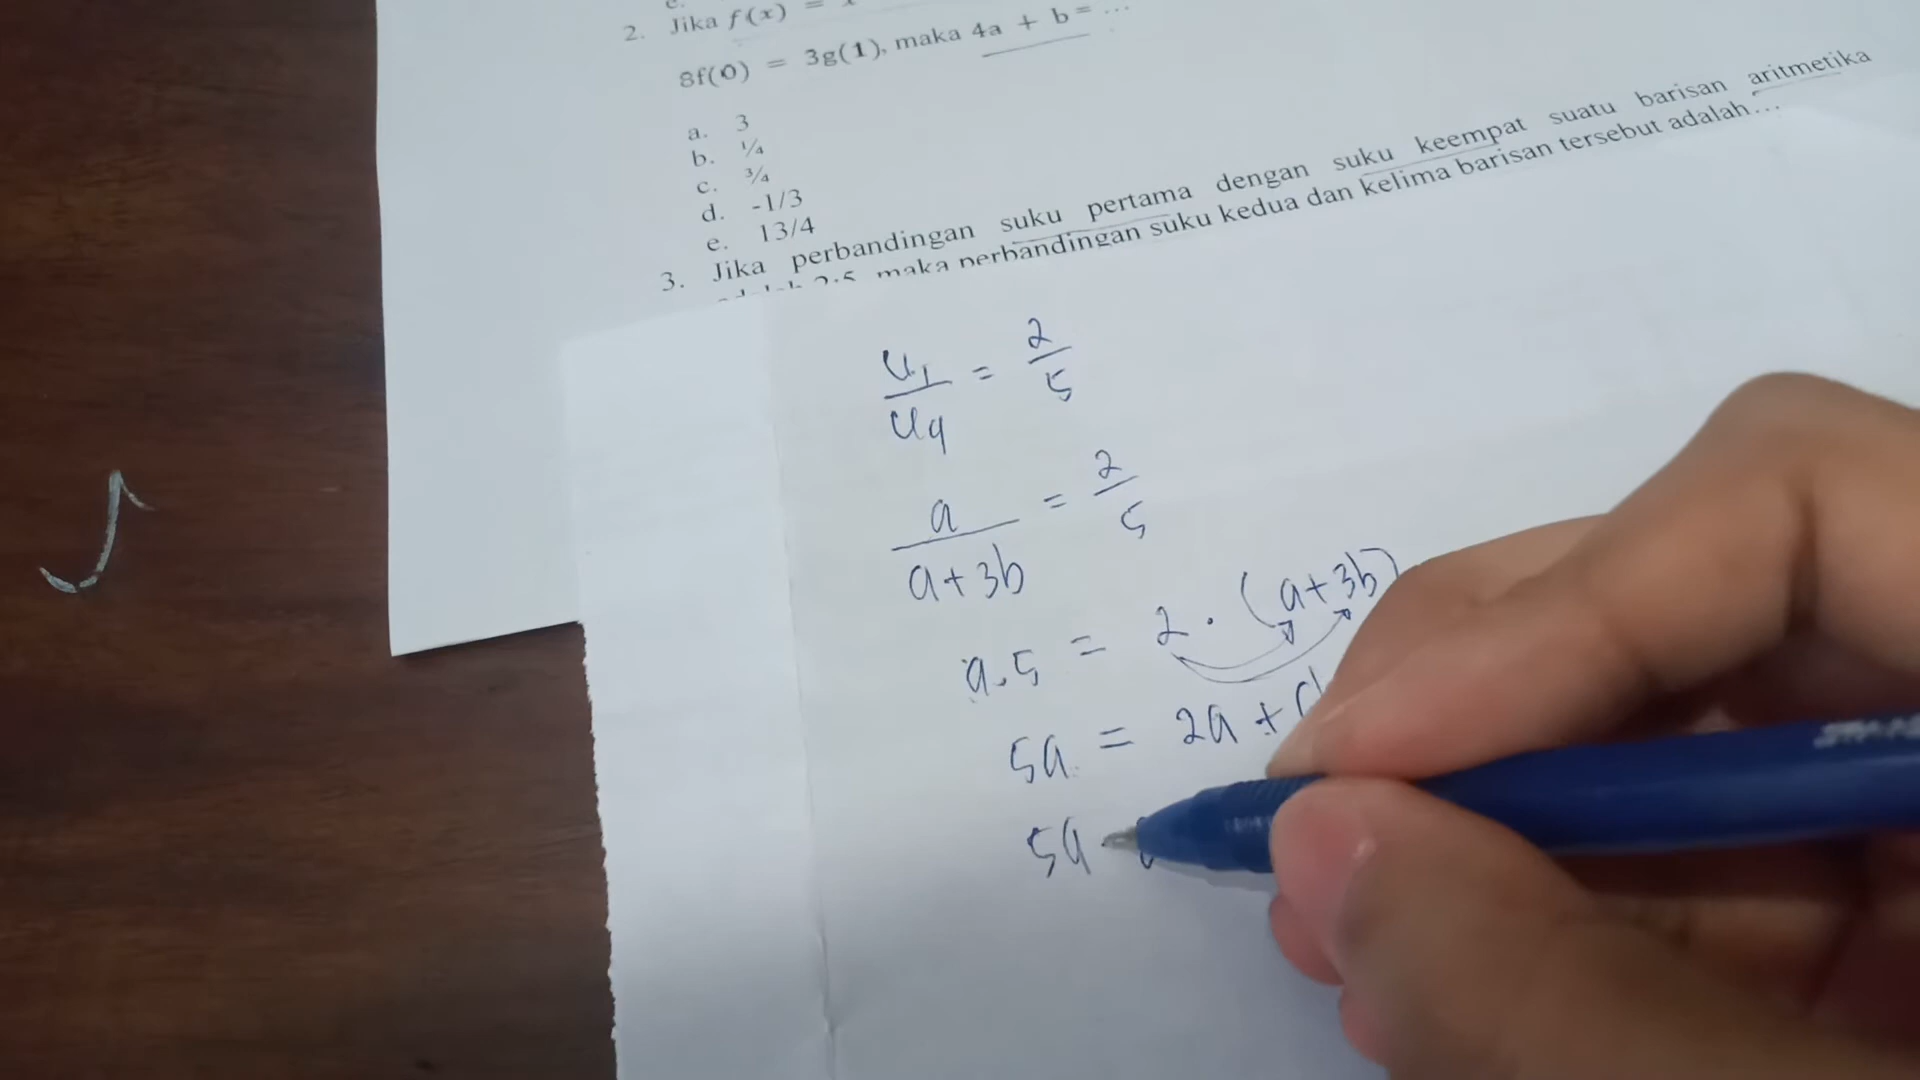 2. Jika f(x) =
8f(0) = 3g(1), maka 4a + b = ...
a. 3
b. ¼
c. ¾
d. -1/3
e. 13/4
3. Jika perbandingan suku pertama dengan suku keempat suatu barisan aritmetika
2:5 maka perbandingan suku kedua dan kelima barisan tersebut adalah...
U₁/U₄ = 2/5
a/a+3b = 2/5
a.5 = 2.(a+3b)
5a = 2a +
5a -